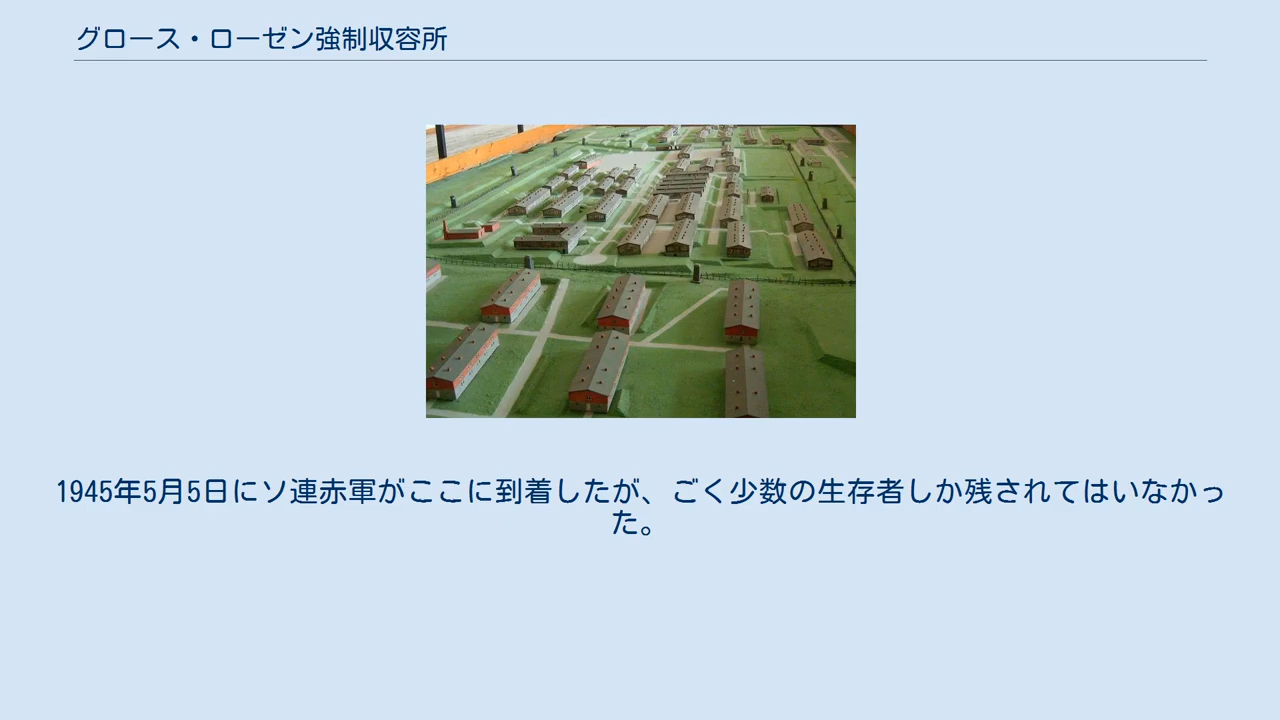 グロース・ローゼン強制収容所
1945年5月5日にソ連赤軍がここに到着したが、ごく少数の生存者しか残されてはいなかっ
た。